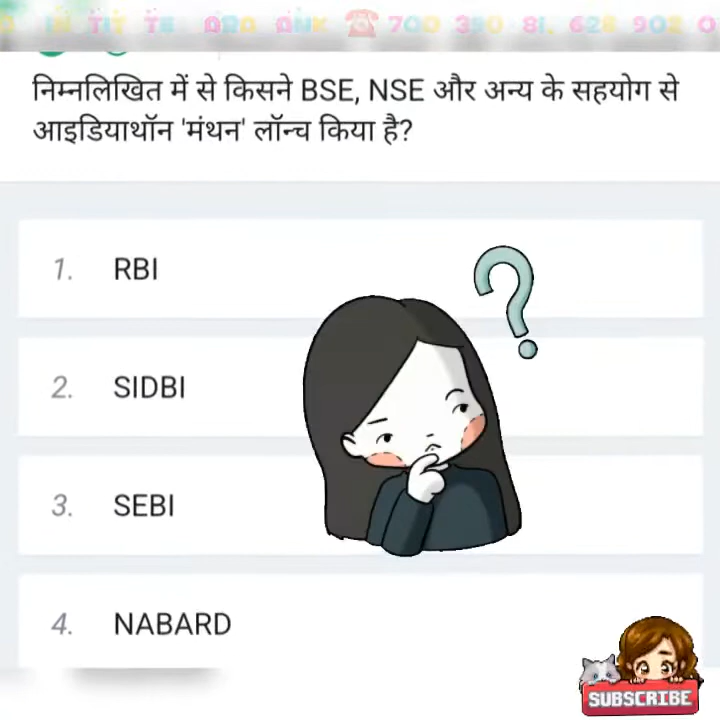 निम्नलिखित में से किसने BSE, NSE और अन्य के सहयोग से
आइडियाथॉन 'मंथन' लॉन्च किया है?
1. RBI
2. SIDBI
3. SEBI
4. NABARD
SUBSCRIBE